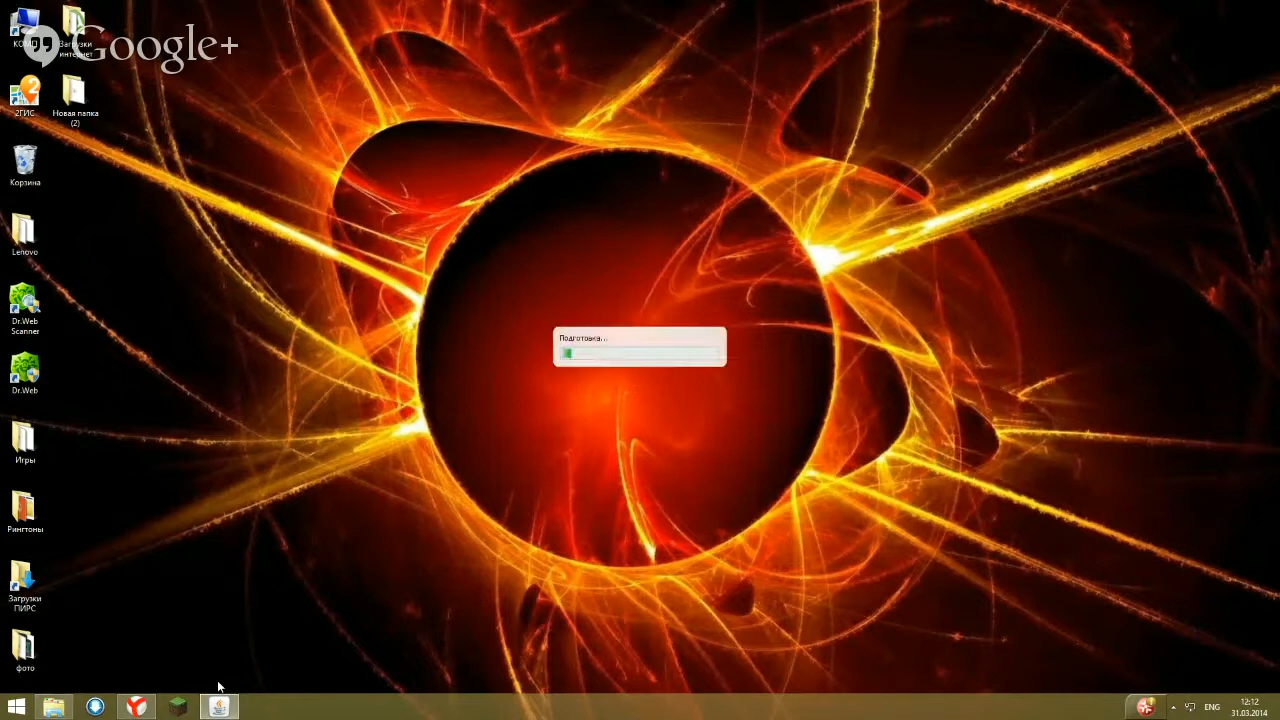 Google+
КОМП
Загрузки
интернет
2ГИС
Новая папка
(2)
Корзина
Lenovo
Dr.Web
Scanner
Dr.Web
Игры
Рингтоны
Загрузки
ПИРС
фото
Подготовка...
ENG
12:12
31.03.2014